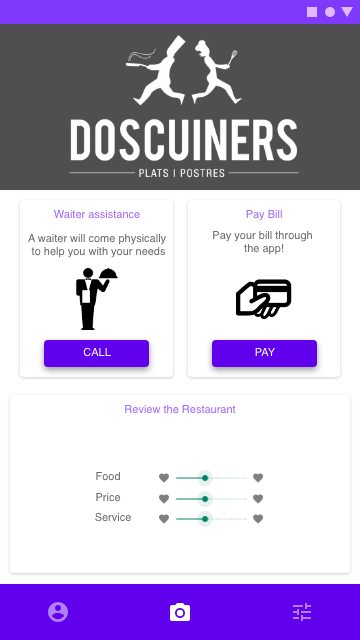 DOSCUINERS
PLATS I POSTRES
Waiter assistance
A waiter will come physically
to help you with your needs
CALL
Pay Bill
Pay your bill through
the app!
PAY
Review the Restaurant
Food
Price
Service